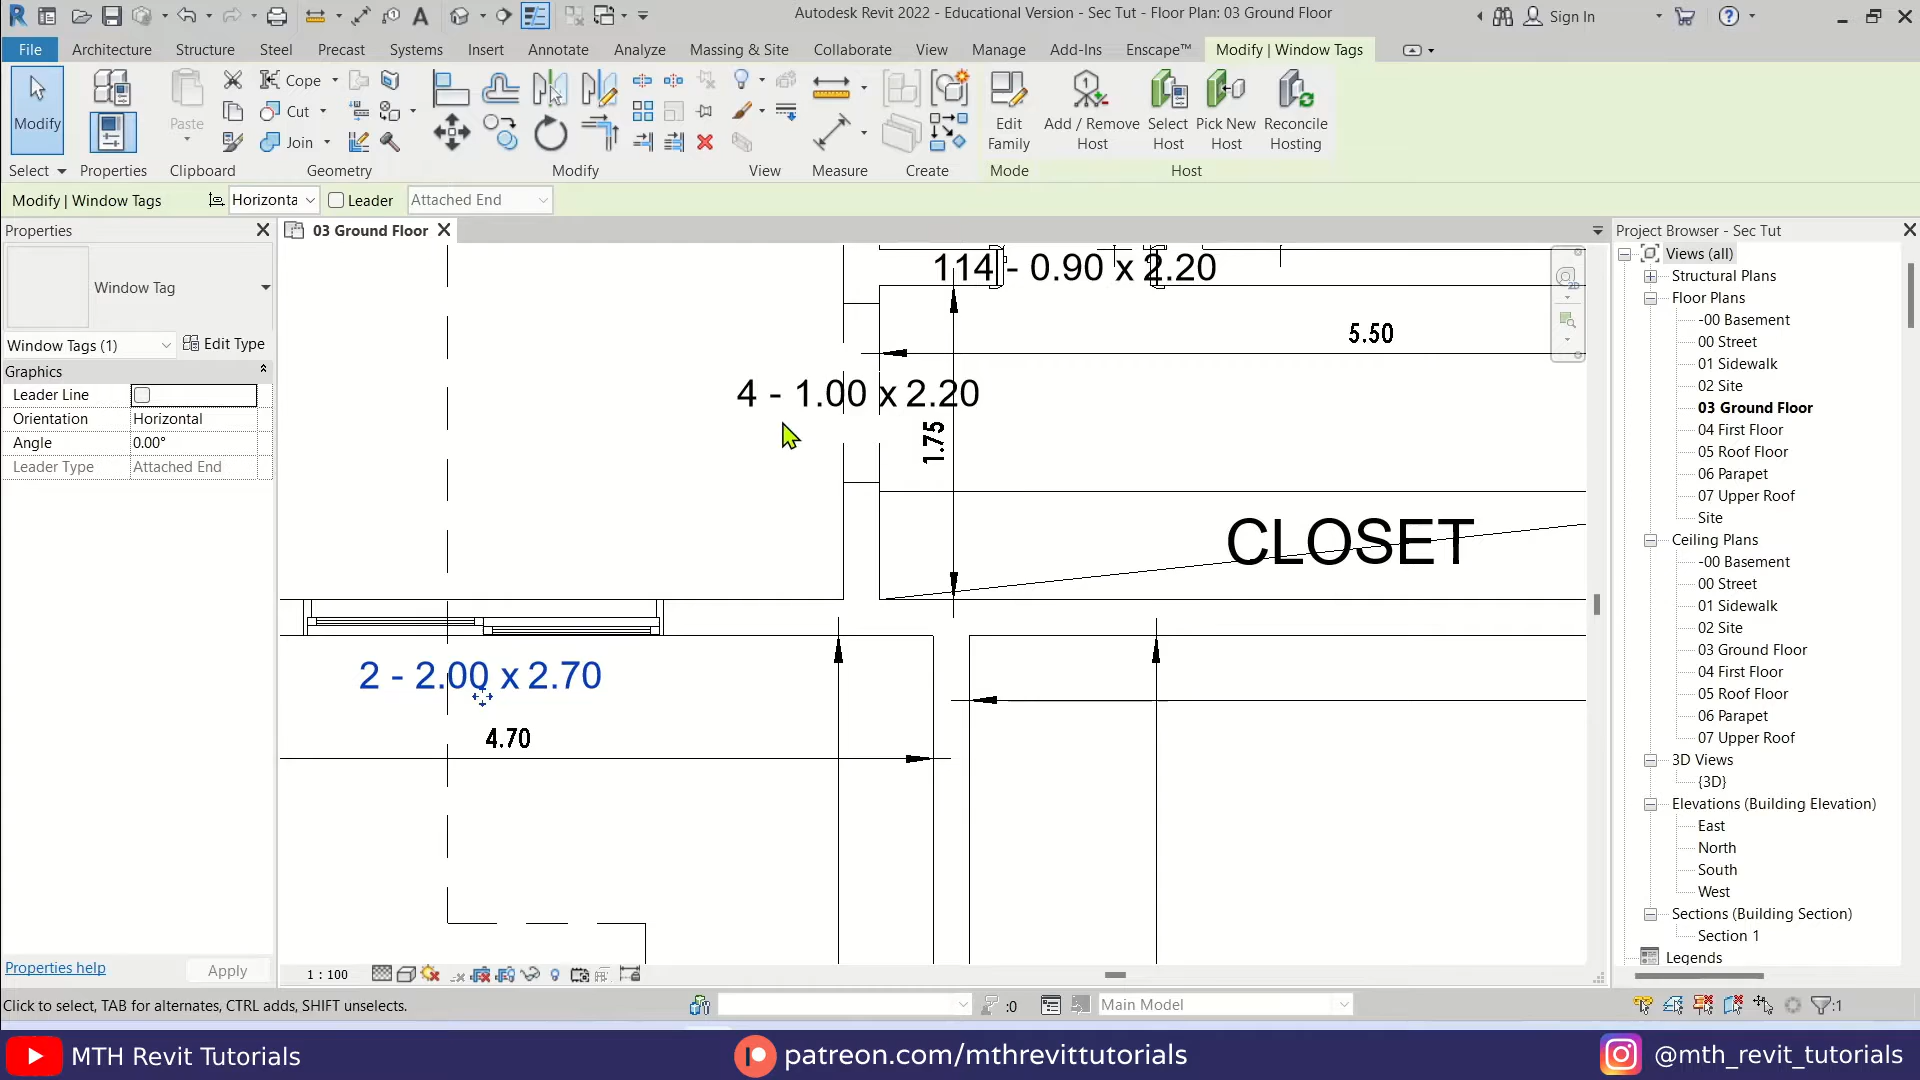 Autodesk Revit 2022 - Educational Version - Sec Tut - Floor Plan: 03 Ground Floor
Sign In
File Architecture Structure Steel Precast Systems Insert Annotate Analyze Massing & Site Collaborate View Manage Add-Ins Enscape™ Modify | Window Tags
Modify
Paste
Cope
Cut
Join
Edit Family
Add / Remove Host
Select Host
Pick New Host
Reconcile Hosting
Select Properties Clipboard Geometry Modify View Measure Create Mode Host
Modify | Window Tags Horizonta Leader Attached End
Properties
03 Ground Floor
Project Browser - Sec Tut
Window Tag
Window Tags (1) Edit Type
Graphics
Leader Line
Orientation Horizontal
Angle 0.00°
Leader Type Attached End
Properties help Apply
114 - 0.90 x 2.20
5.50
4 - 1.00 x 2.20
1.75
CLOSET
2 - 2.00 x 2.70
4.70
1 : 100
Views (all)
Structural Plans
Floor Plans
-00 Basement
00 Street
01 Sidewalk
02 Site
03 Ground Floor
04 First Floor
05 Roof Floor
06 Parapet
07 Upper Roof
Site
Ceiling Plans
-00 Basement
00 Street
01 Sidewalk
02 Site
03 Ground Floor
04 First Floor
05 Roof Floor
06 Parapet
07 Upper Roof
3D Views
{3D}
Elevations (Building Elevation)
East
North
South
West
Sections (Building Section)
Section 1
Legends
Click to select, TAB for alternates, CTRL adds, SHIFT unselects.
:0
Main Model
:1
MTH Revit Tutorials
patreon.com/mthrevittutorials
@mth_revit_tutorials